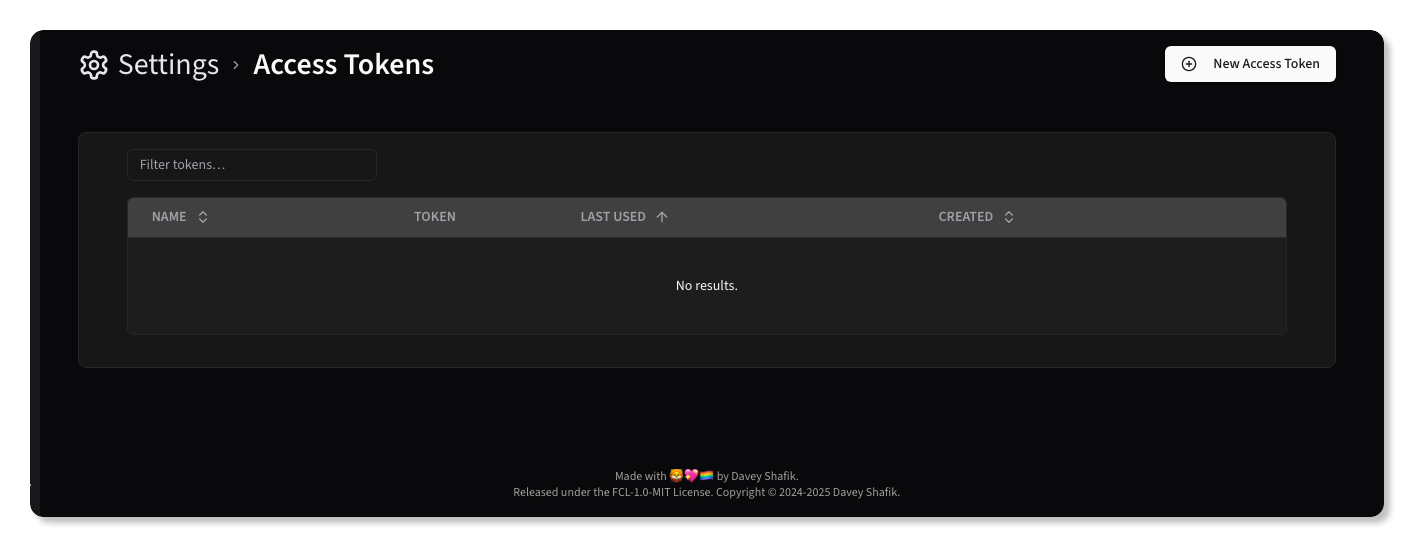 Settings › Access Tokens
New Access Token
Filter tokens…
NAME TOKEN LAST USED CREATED
No results.
Made with 🦁💖🏳️‍🌈 by Davey Shafik.
Released under the FCL-1.0-MIT License. Copyright © 2024-2025 Davey Shafik.